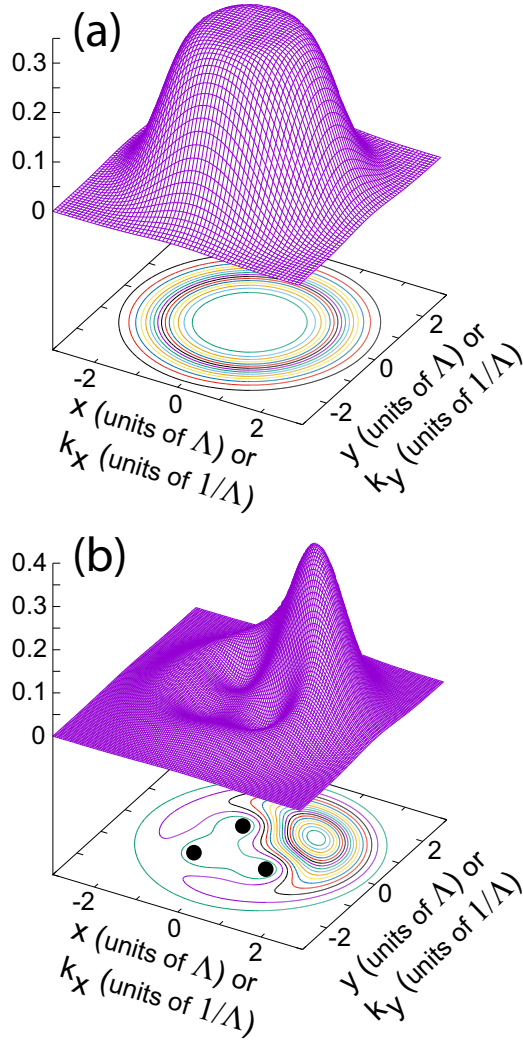 (a)
0.3
0.2
0.1
0
-2
0
2
x (units of Λ) or
kx (units of 1/Λ)
-2
0
2
y (units of Λ) or
ky (units of 1/Λ)
(b)
0.4
0.3
0.2
0.1
0
-2
0
2
x (units of Λ) or
kx (units of 1/Λ)
-2
0
2
y (units of Λ) or
ky (units of 1/Λ)